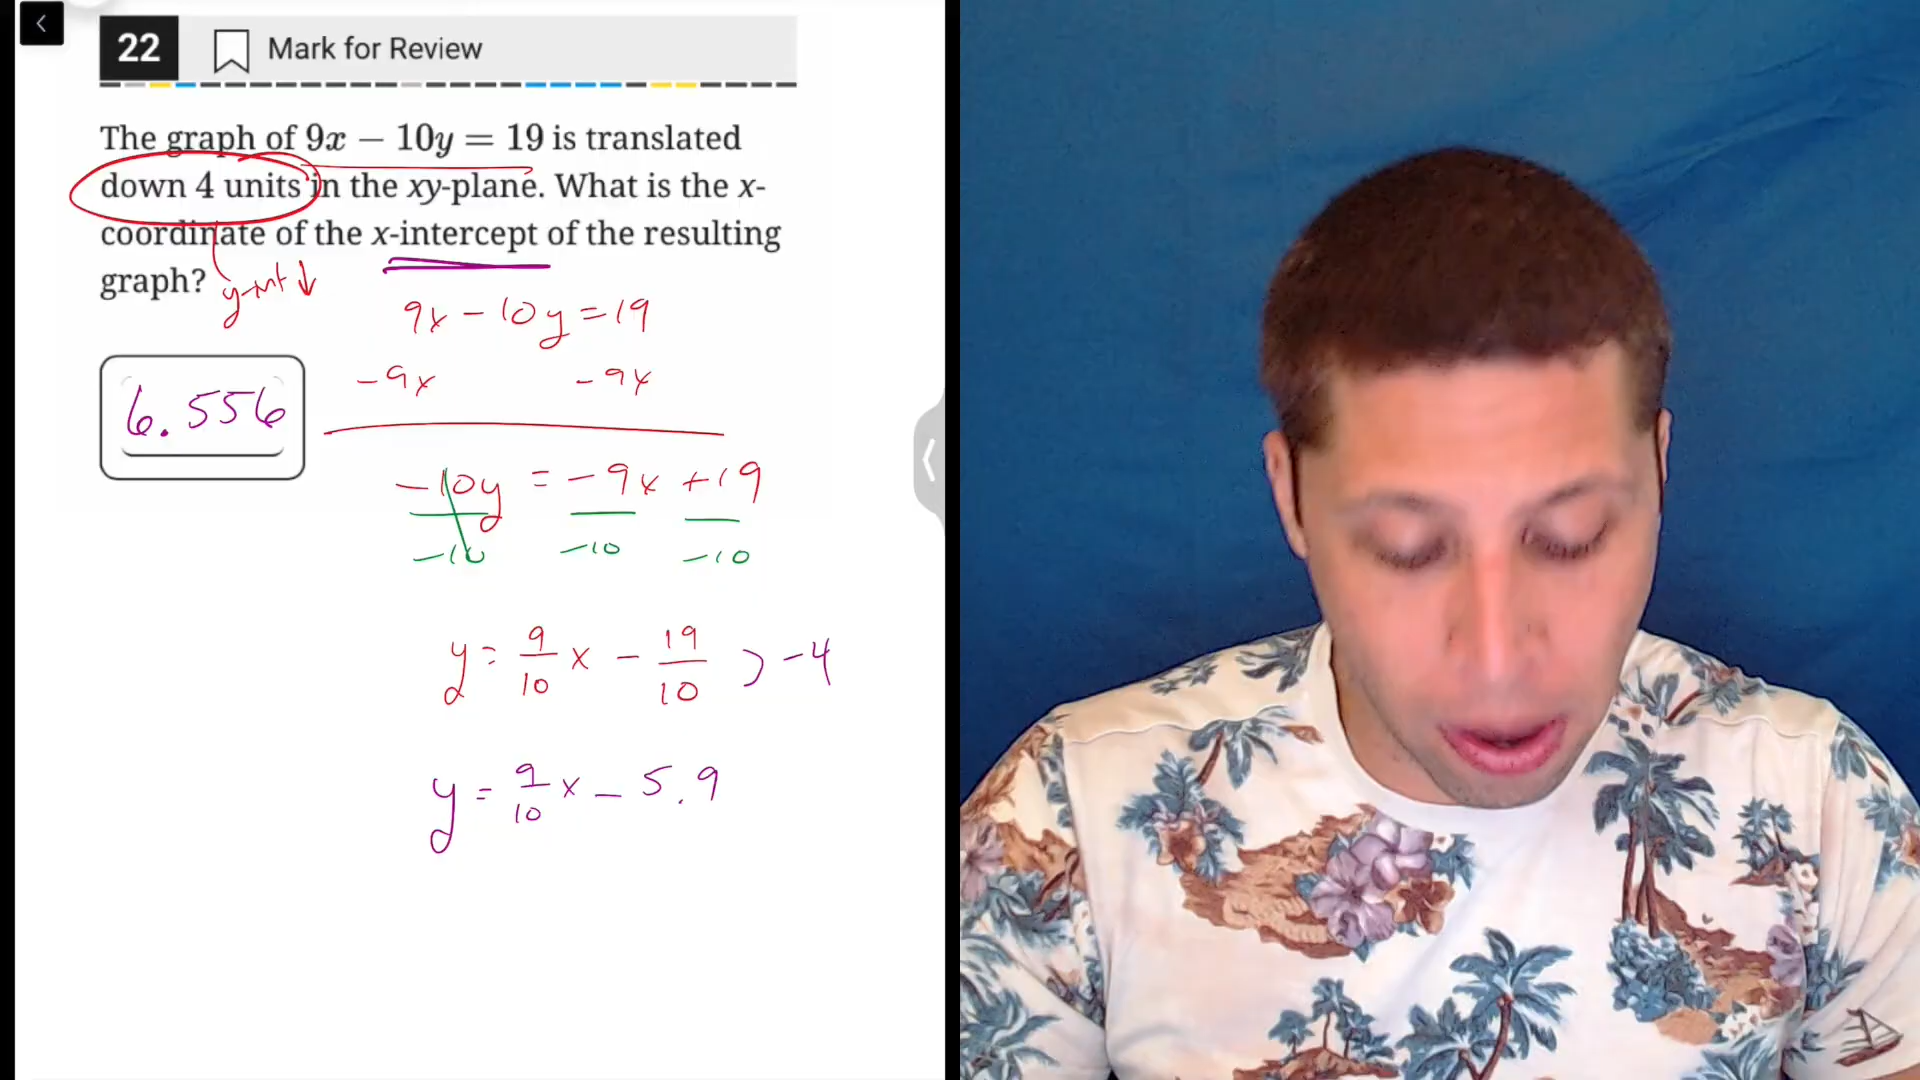 22 Mark for Review
The graph of 9x − 10y = 19 is translated
down 4 units in the xy-plane. What is the x-
coordinate of the x-intercept of the resulting
graph?
y-int ↓
9x − 10y = 19
−9x −9x
6.556
−10y = −9x +19
−10 −10 −10
y = 9/10 x − 19/10 ) −4
y = 9/10 x − 5.9